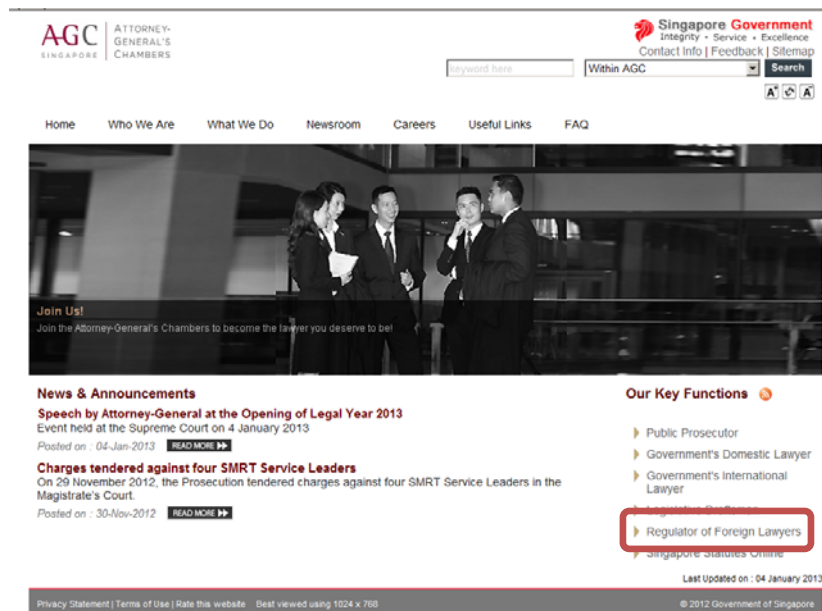 AGC
SINGAPORE
ATTORNEY-
GENERAL'S
CHAMBERS
Singapore Government
Integrity • Service • Excellence
Contact Info | Feedback | Sitemap
keyword here
Within AGC
Search
A+
A-
Home Who We Are What We Do Newsroom Careers Useful Links FAQ
Join Us!
Join the Attorney-General's Chambers to become the lawyer you deserve to be!
News & Announcements
Speech by Attorney-General at the Opening of Legal Year 2013
Event held at the Supreme Court on 4 January 2013
Posted on : 04-Jan-2013 READ MORE
Charges tendered against four SMRT Service Leaders
On 29 November 2012, the Prosecution tendered charges against four SMRT Service Leaders in the
Magistrate's Court.
Posted on : 30-Nov-2012 READ MORE
Our Key Functions
Public Prosecutor
Government's Domestic Lawyer
Government's International
Lawyer
Legislative Draftsman
Regulator of Foreign Lawyers
Singapore Statutes Online
Last Updated on : 04 January 2013
Privacy Statement | Terms of Use | Rate this website Best viewed using 1024 x 768
© 2012 Government of Singapore